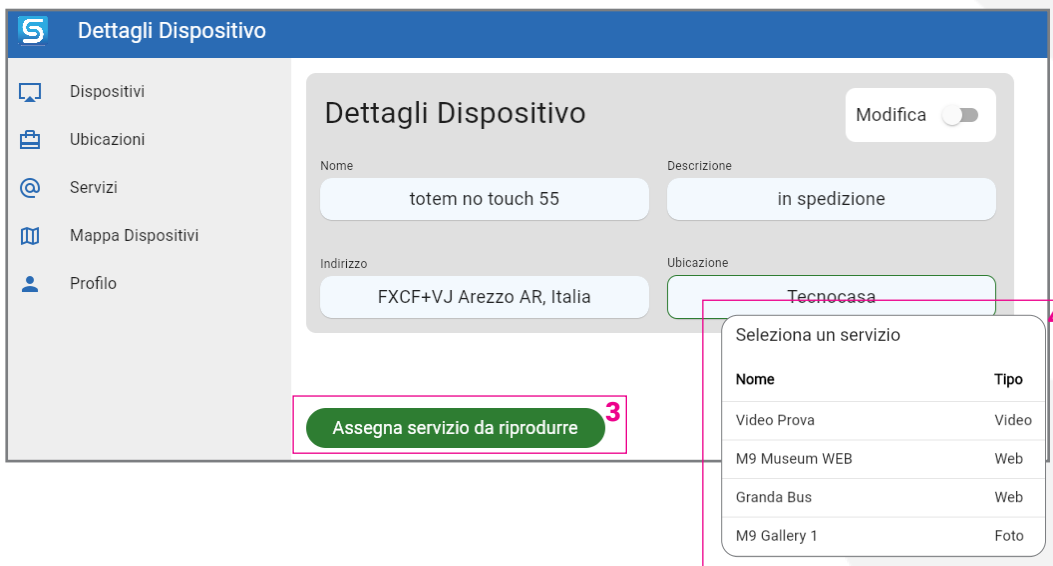 Dettagli Dispositivo
Dispositivi
Ubicazioni
Servizi
Mappa Dispositivi
Profilo
Dettagli Dispositivo
Modifica
Nome
Descrizione
totem no touch 55
in spedizione
Indirizzo
Ubicazione
FXCF+VJ Arezzo AR, Italia
Tecnocasa
Assegna servizio da riprodurre
3
Seleziona un servizio
Nome Tipo
Video Prova Video
M9 Museum WEB Web
Granda Bus Web
M9 Gallery 1 Foto